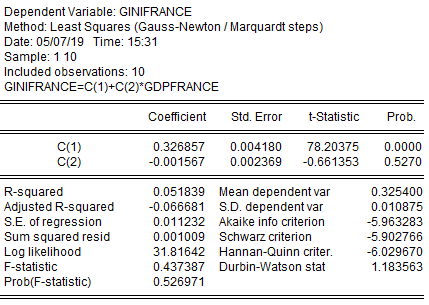 Dependent Variable: GINIFRANCE
Method: Least Squares (Gauss-Newton / Marquardt steps)
Date: 05/07/19 Time: 15:31
Sample: 1 10
Included observations: 10
GINIFRANCE=C(1)+C(2)*GDPFRANCE
Coefficient Std. Error t-Statistic Prob.
C(1) 0.326857 0.004180 78.20375 0.0000
C(2) -0.001567 0.002369 -0.661353 0.5270
R-squared 0.051839 Mean dependent var 0.325400
Adjusted R-squared -0.066681 S.D. dependent var 0.010875
S.E. of regression 0.011232 Akaike info criterion -5.963283
Sum squared resid 0.001009 Schwarz criterion -5.902766
Log likelihood 31.81642 Hannan-Quinn criter. -6.029670
F-statistic 0.437387 Durbin-Watson stat 1.183563
Prob(F-statistic) 0.526971